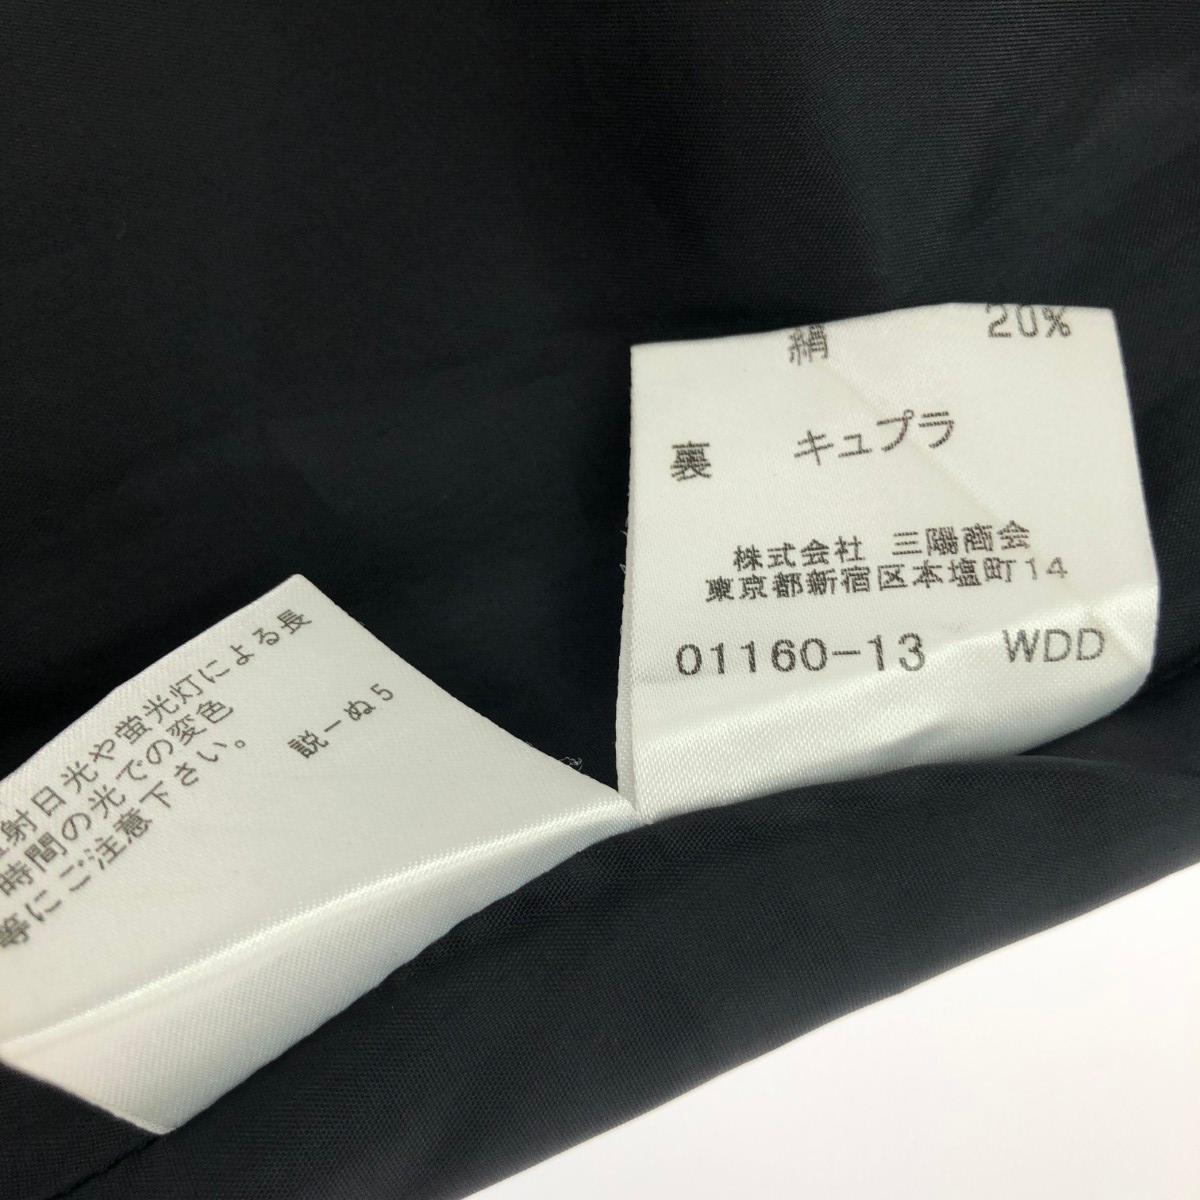 絹 20%
裏 キュプラ
株式会社 三陽商会
東京都新宿区本塩町14
01160-13 WDD
射日光や蛍光灯による長
時間の光での変色
等にご注意下さい。
説-ぬ5